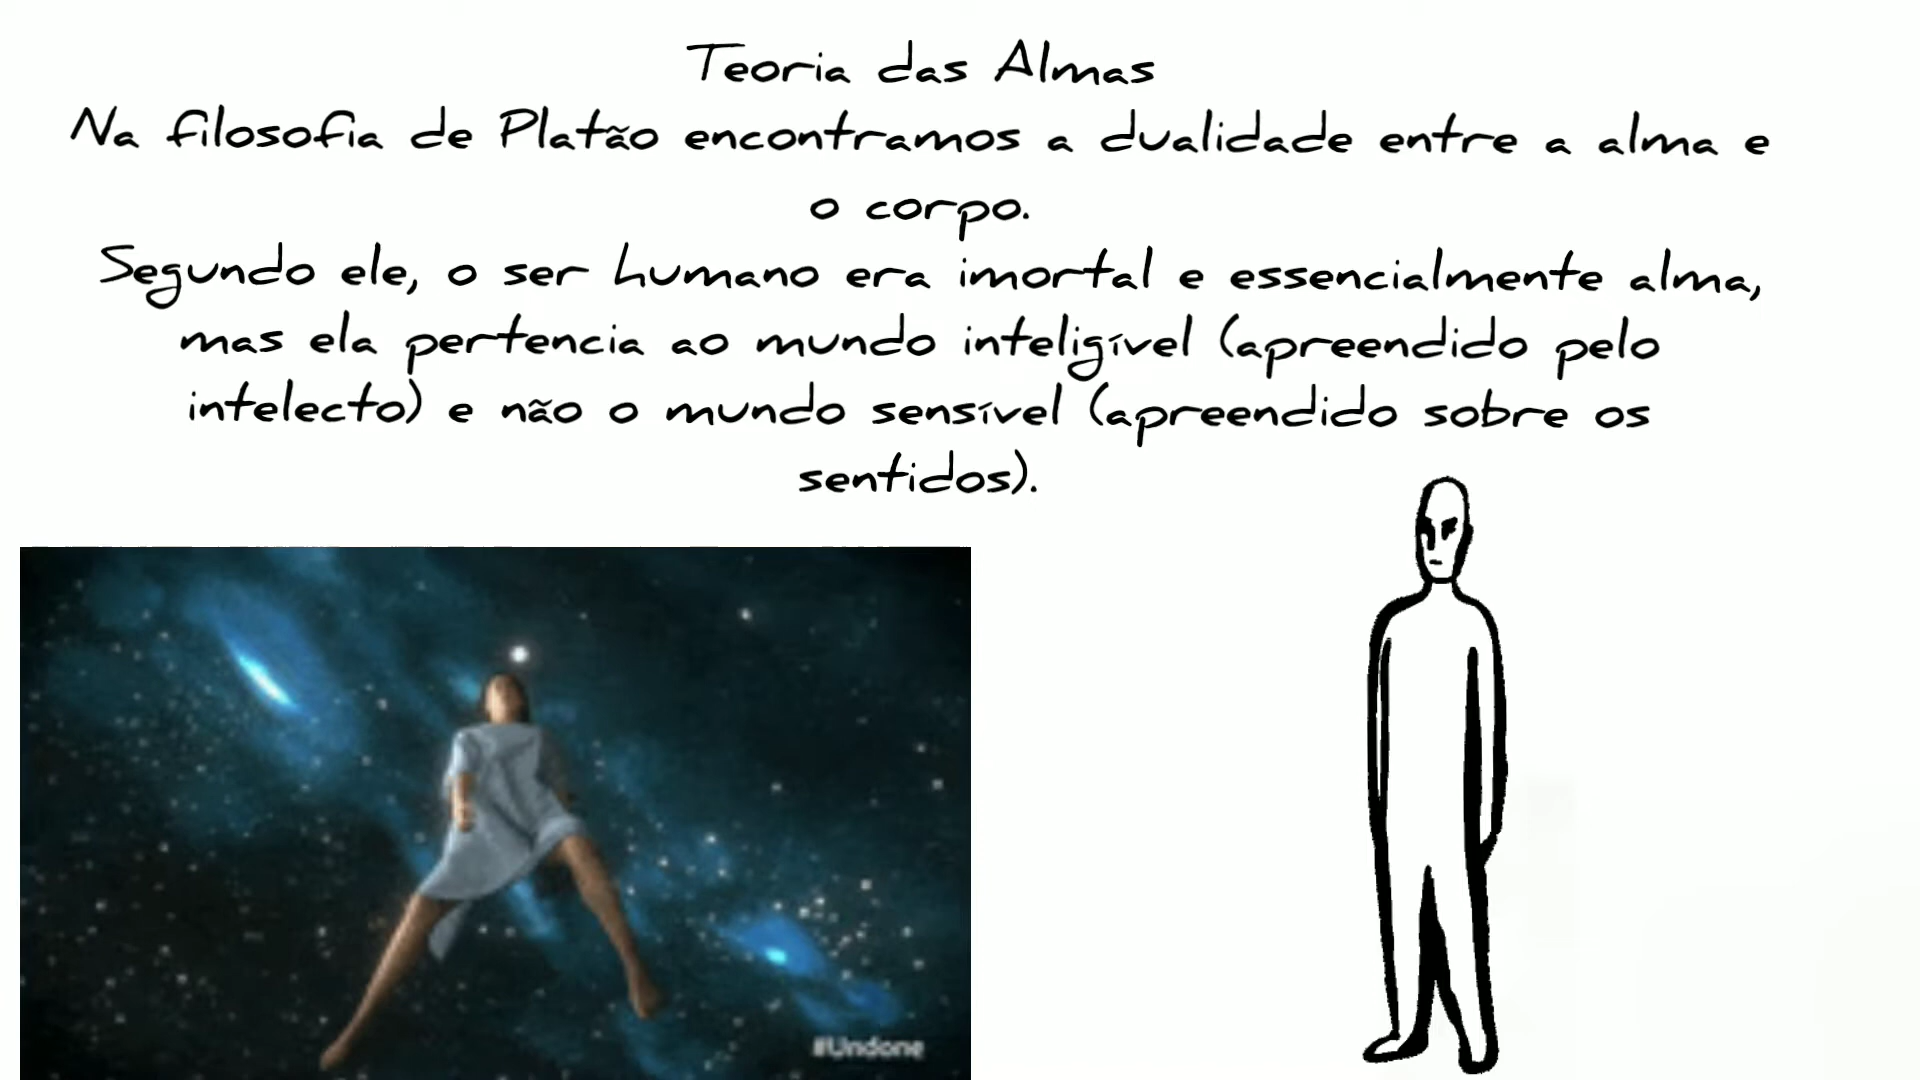 Teoria das Almas
Na filosofia de Platão encontramos a dualidade entre a alma e
o corpo.
Segundo ele, o ser humano era imortal e essencialmente alma,
mas ela pertencia ao mundo inteligível (apreendido pelo
intelecto) e não o mundo sensível (apreendido sobre os
sentidos).
#Undone